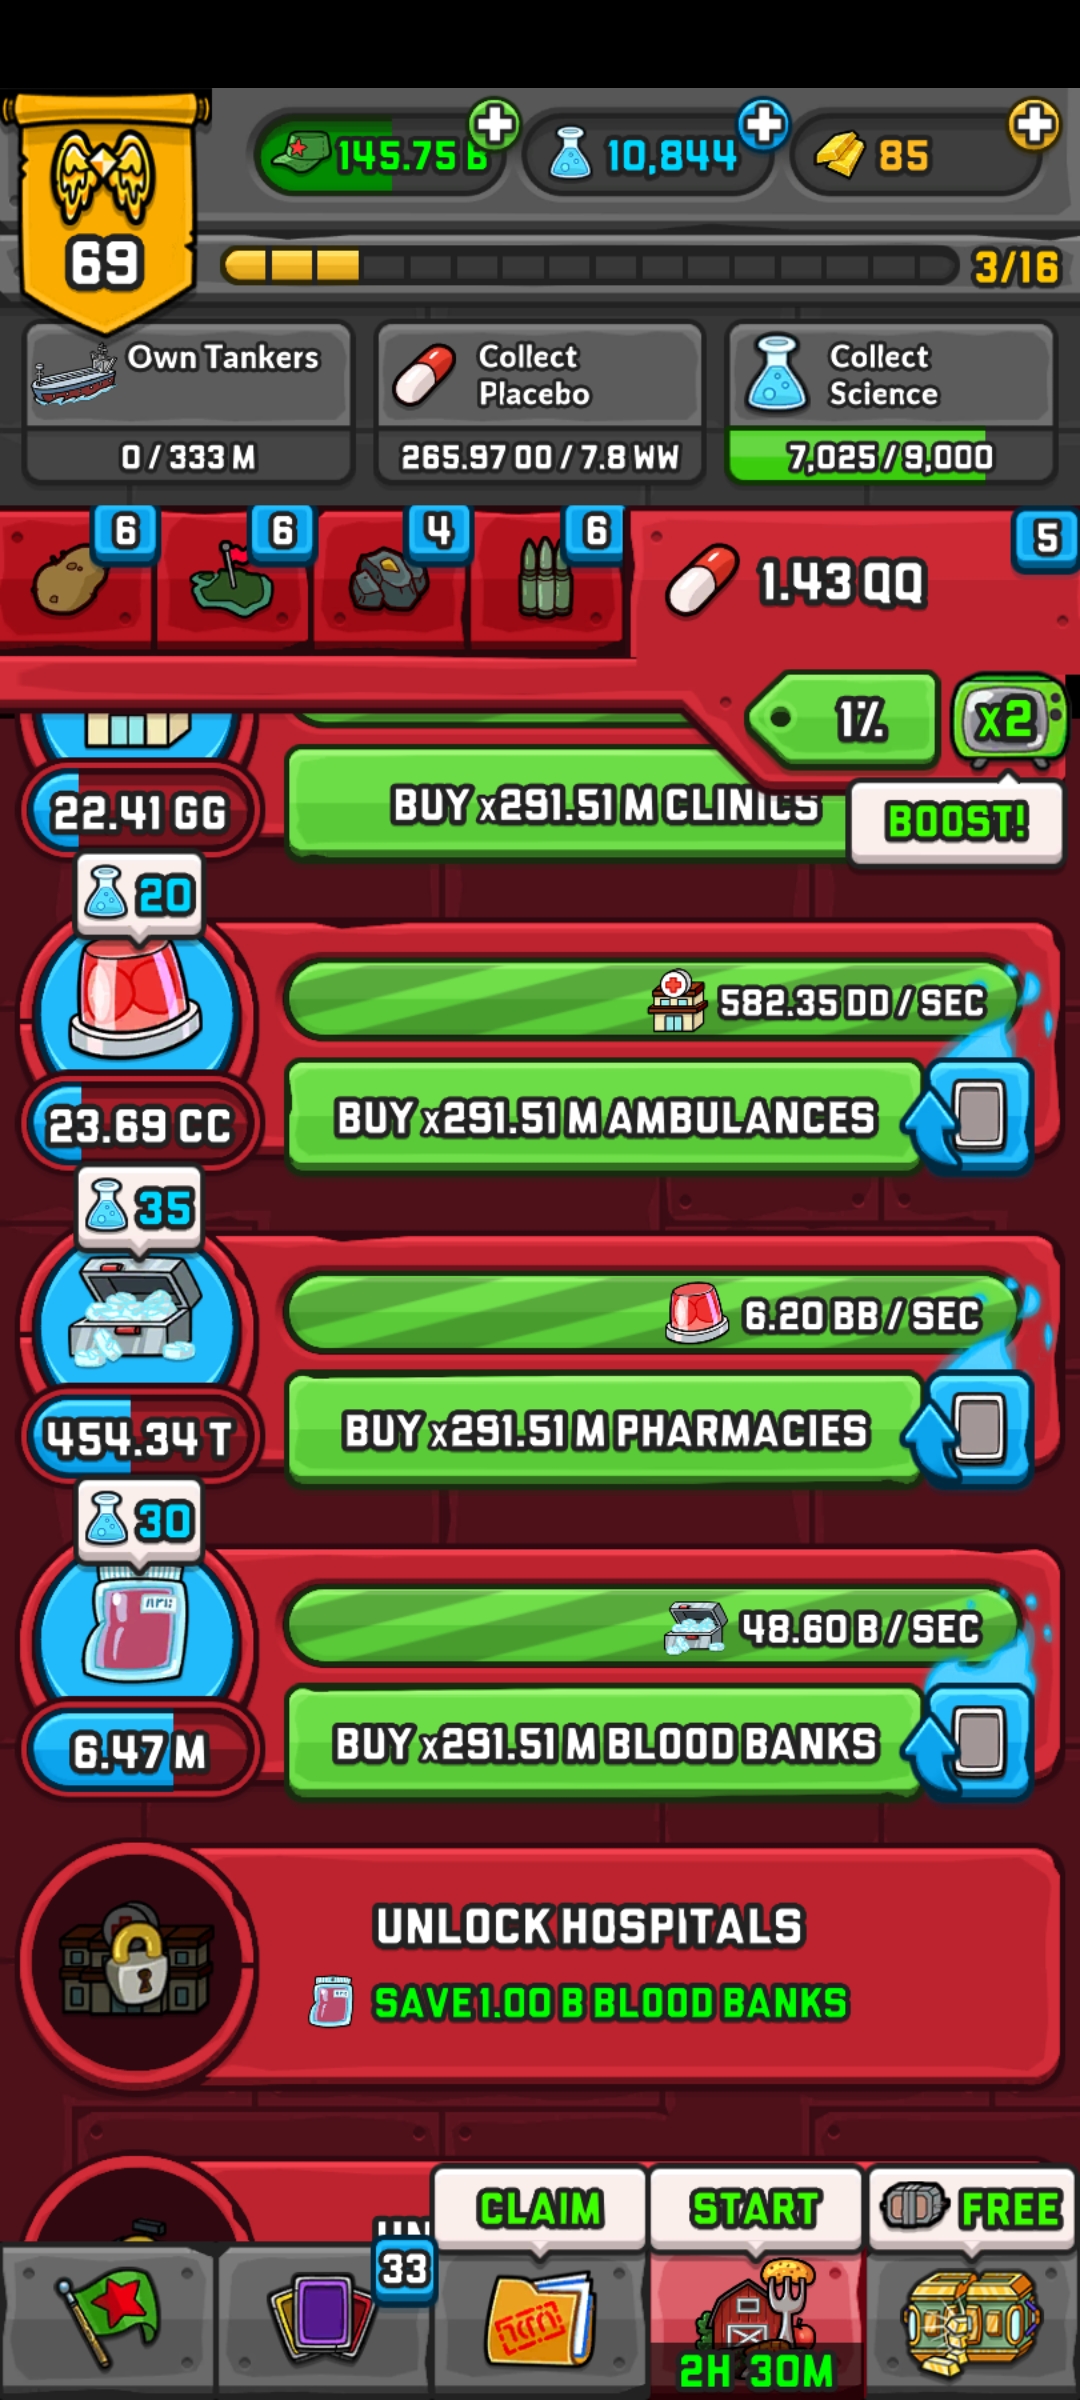 145.75 B
10,844
85
69
3/16
Own Tankers
0 / 333 M
Collect
Placebo
265.97 OO / 7.8 WW
Collect
Science
7,025 / 9,000
6
6
4
6
1.43 QQ
5
1%
x2
BOOST!
22.41 GG
BUY x291.51 M CLINICS
20
582.35 DD / SEC
23.69 CC
BUY x291.51 M AMBULANCES
35
6.20 BB / SEC
454.34 T
BUY x291.51 M PHARMACIES
30
48.60 B / SEC
6.47 M
BUY x291.51 M BLOOD BANKS
UNLOCK HOSPITALS
SAVE 1.00 B BLOOD BANKS
CLAIM
START
FREE
33
2H 30M